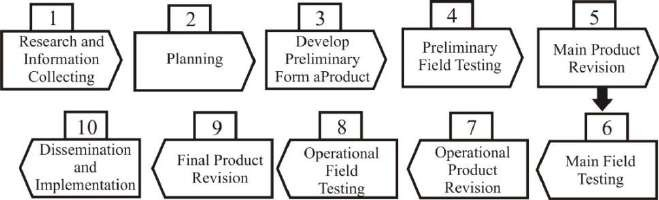 1
Research and
Information
Collecting
2
Planning
3
Develop
Preliminary
Form aProduct
4
Preliminary
Field Testing
5
Main Product
Revision
6
Main Field
Testing
7
Operational
Product
Revision
8
Operational
Field
Testing
9
Final Product
Revision
10
Dissemination
and
Implementation